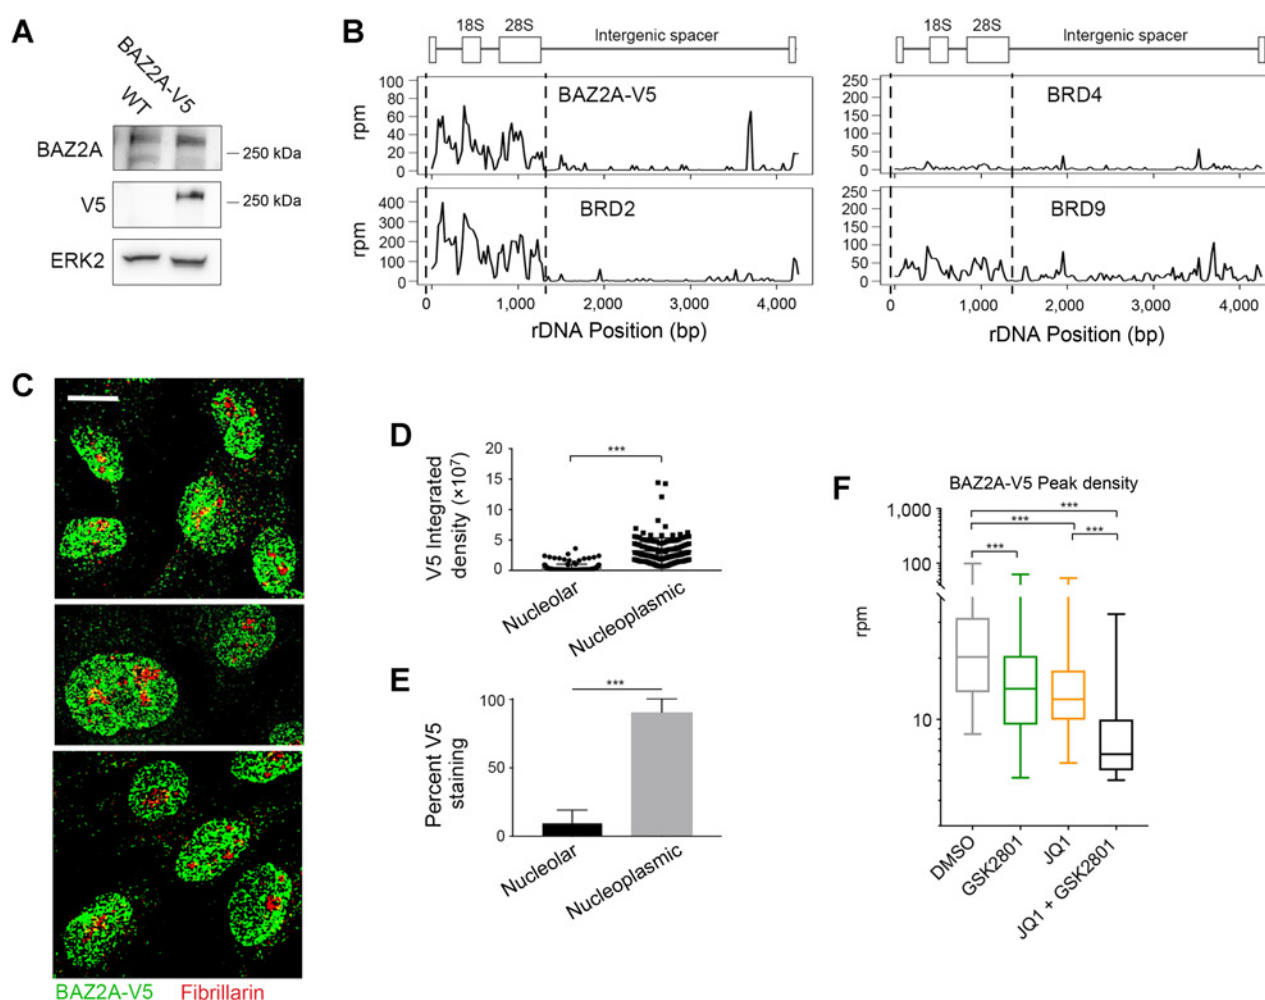 A
WT
BAZ2A-V5
BAZ2A
250 kDa
V5
250 kDa
ERK2
B
18S
28S
Intergenic spacer
BAZ2A-V5
rpm
100
80
60
40
20
0
BRD2
rpm
400
300
200
100
0
0
1,000
2,000
3,000
4,000
rDNA Position (bp)
18S
28S
Intergenic spacer
BRD4
250
200
150
100
50
0
BRD9
250
200
150
100
50
0
0
1,000
2,000
3,000
4,000
rDNA Position (bp)
C
BAZ2A-V5 Fibrillarin
D
V5 Integrated
density (×10⁷)
20
15
10
5
0
***
Nucleolar
Nucleoplasmic
E
Percent V5
staining
100
50
0
***
Nucleolar
Nucleoplasmic
F
BAZ2A-V5 Peak density
rpm
1,000
100
10
***
***
***
***
DMSO
GSK2801
JQ1
JQ1 + GSK2801